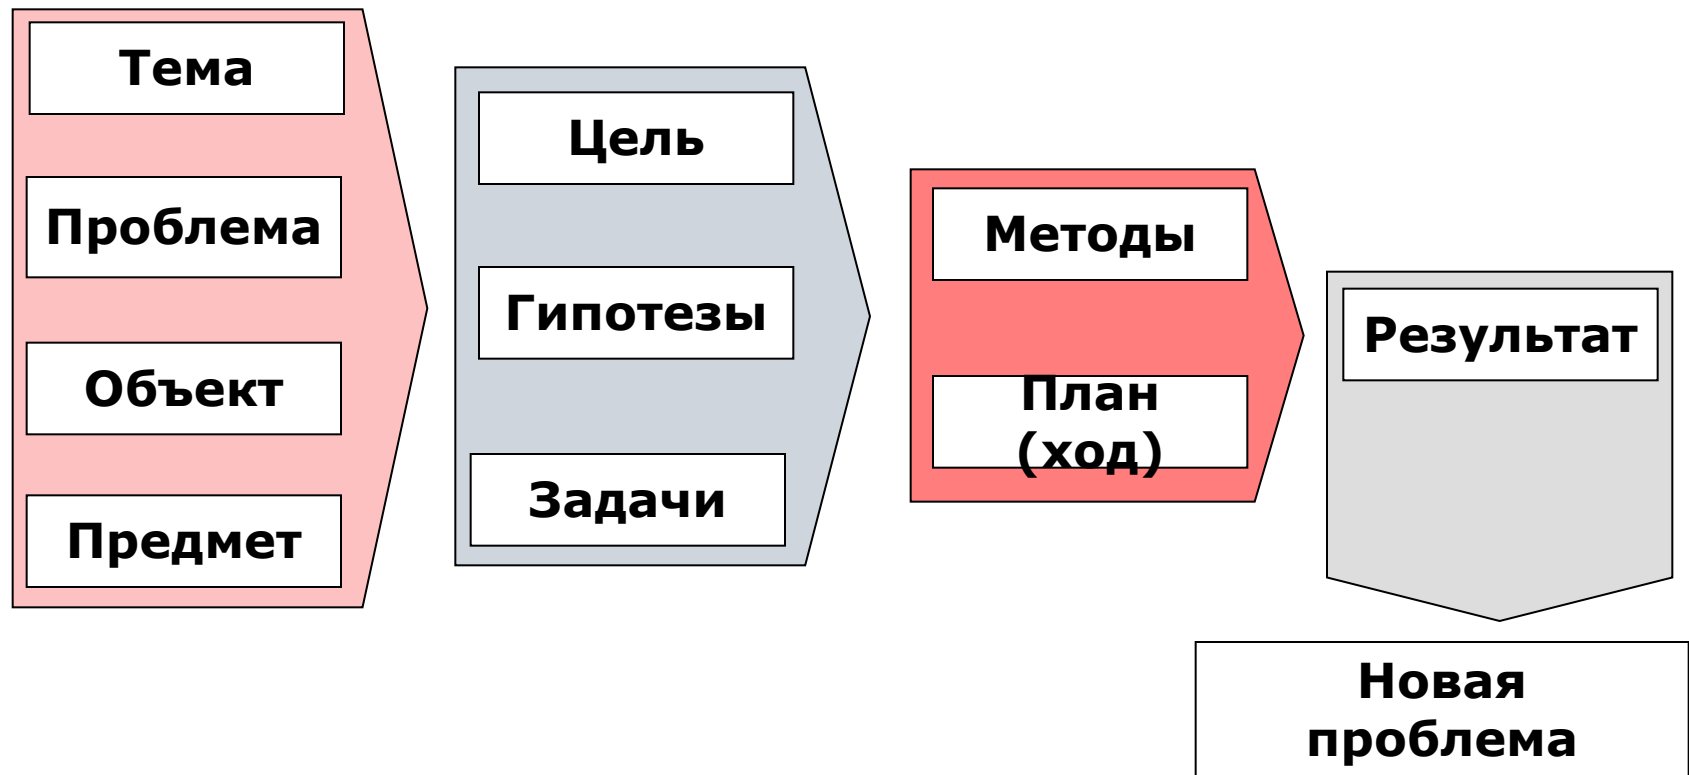 Тема
Проблема
Объект
Предмет
Цель
Гипотезы
Задачи
Методы
План
(ход)
Результат
Новая
проблема